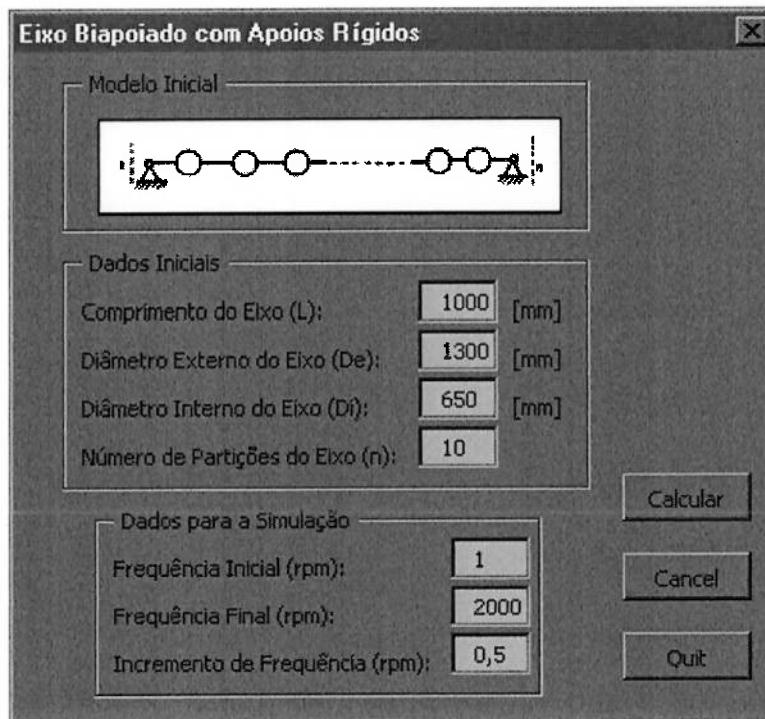 Eixo Biapoiado com Apoios Rígidos
Modelo Inicial
n
Dados Iniciais
Comprimento do Eixo (L): 1000 [mm]
Diâmetro Externo do Eixo (De): 1300 [mm]
Diâmetro Interno do Eixo (Di): 650 [mm]
Número de Partições do Eixo (n): 10
Calcular
Dados para a Simulação
Frequência Inicial (rpm): 1
Cancel
Frequência Final (rpm): 2000
Incremento de Frequência (rpm): 0,5
Quit